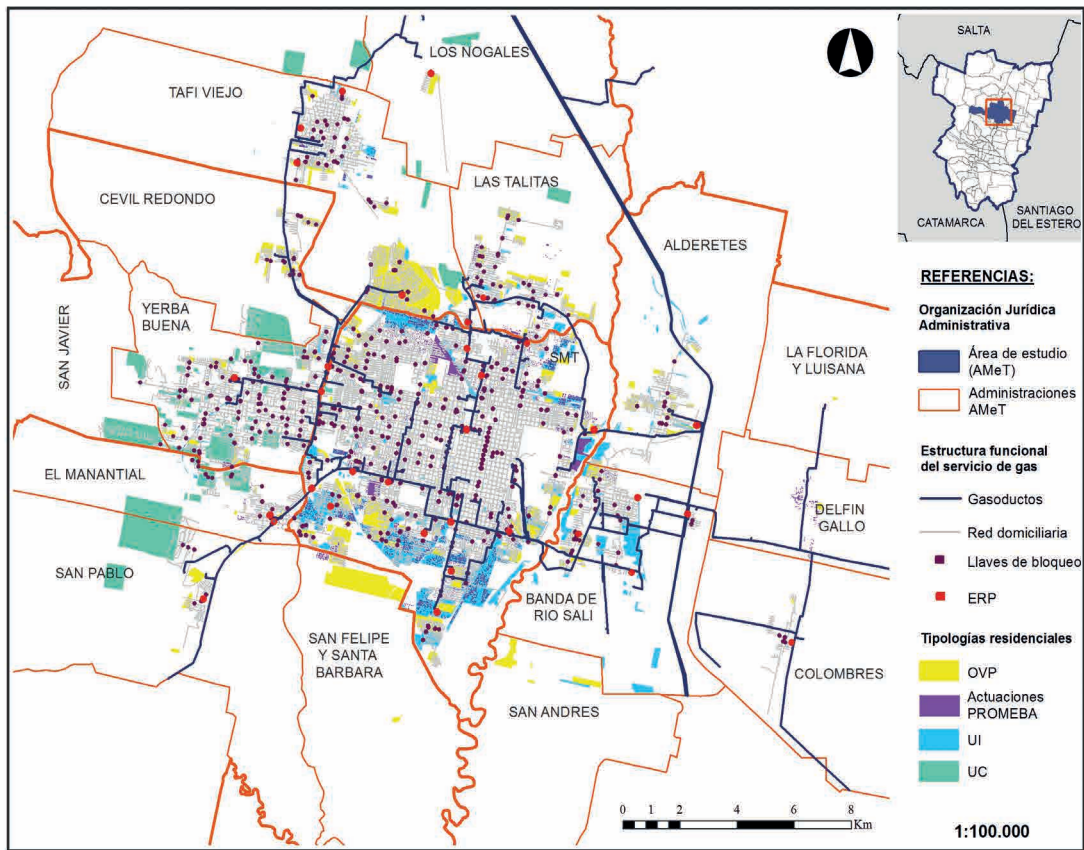 LOS NOGALES
TAFI VIEJO
CEVIL REDONDO
LAS TALITAS
ALDERETES
YERBA
BUENA
SAN JAVIER
SMT
LA FLORIDA
Y LUISANA
EL MANANTIAL
DELFIN
GALLO
SAN PABLO
BANDA DE
RIO SALI
SAN FELIPE
Y SANTA
BARBARA
COLOMBRES
SAN ANDRES
0 1 2 4 6 8
Km
SALTA
CATAMARCA
SANTIAGO
DEL ESTERO
REFERENCIAS:
Organización Jurídica
Administrativa
Área de estudio
(AMeT)
Administraciones
AMeT
Estructura funcional
del servicio de gas
Gasoductos
Red domiciliaria
Llaves de bloqueo
ERP
Tipologías residenciales
OVP
Actuaciones
PROMEBA
UI
UC
1:100.000